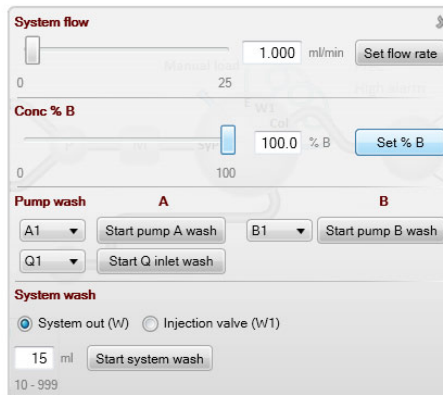 System flow
1.000 ml/min Set flow rate
0 25
Conc % B
100.0 % B Set % B
0 100
Pump wash A B
A1 Start pump A wash B1 Start pump B wash
Q1 Start Q inlet wash
System wash
System out (W) Injection valve (W1)
15 ml Start system wash
10 - 999